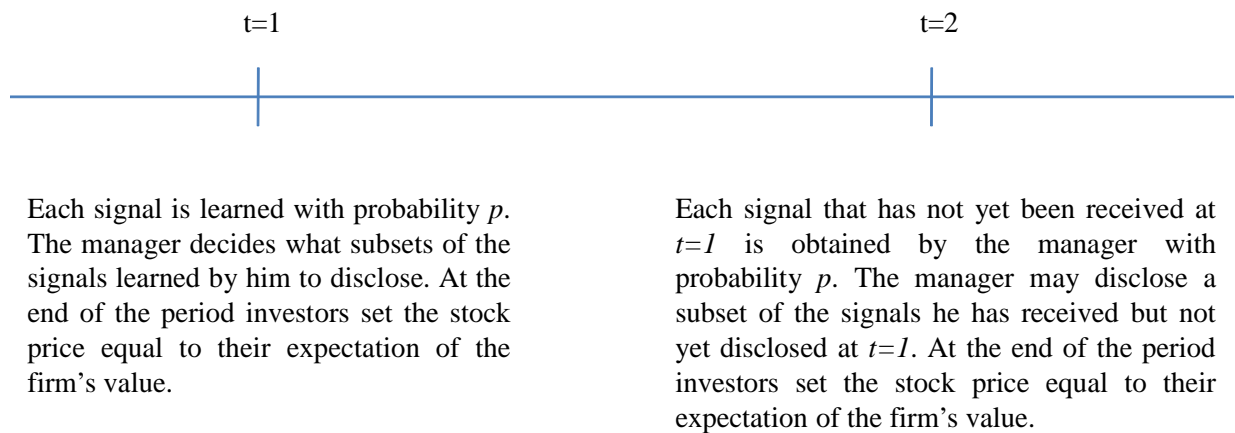 t=1
t=2
Each signal is learned with probability p.
The manager decides what subsets of the
signals learned by him to disclose. At the
end of the period investors set the stock
price equal to their expectation of the
firm's value.
Each signal that has not yet been received at
t=1 is obtained by the manager with
probability p. The manager may disclose a
subset of the signals he has received but not
yet disclosed at t=1. At the end of the period
investors set the stock price equal to their
expectation of the firm's value.